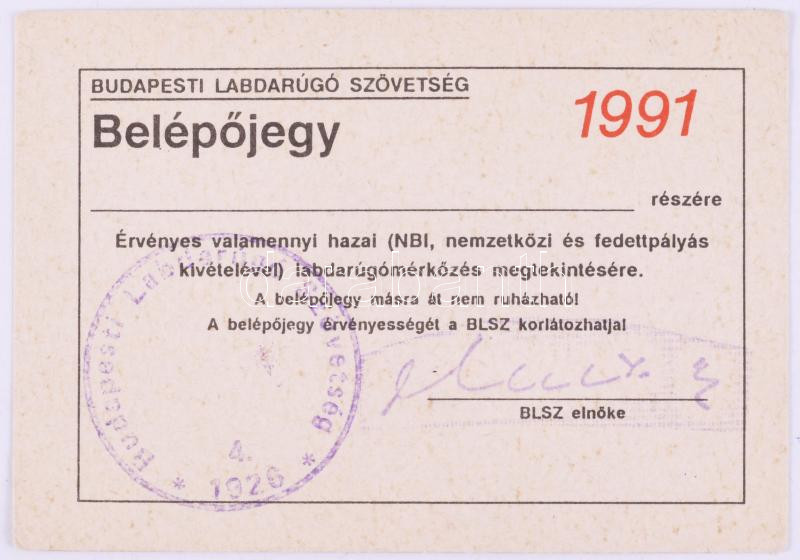 BUDAPESTI LABDARÚGÓ SZÖVETSÉG
1991
Belépőjegy
részére
Érvényes valamennyi hazai (NBI, nemzetközi és fedettpályás
kivételével) labdarúgómérkőzés megtekintésére.
A belépőjegy másra át nem ruházható!
A belépőjegy érvényességét a BLSZ korlátozhatja!
BLSZ elnöke
Budapesti Labdarúgó Szövetség
4.
* 1926 *